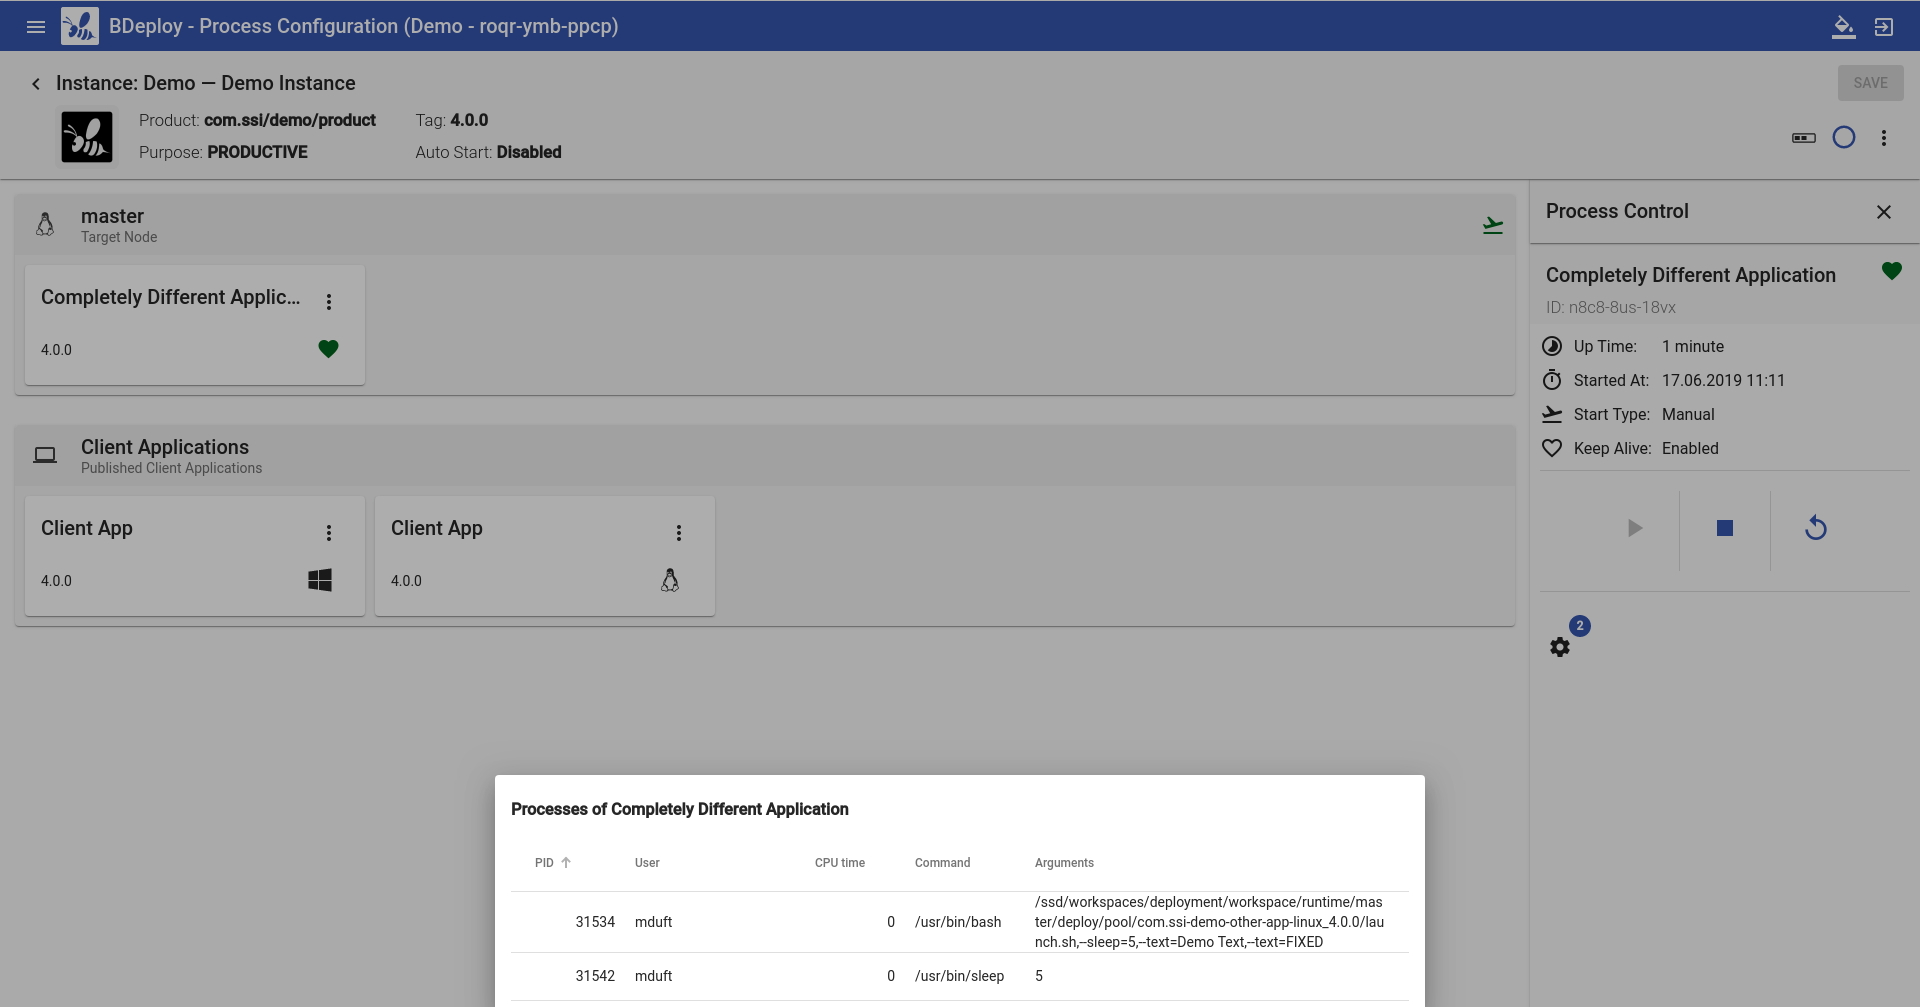 BDeploy - Process Configuration (Demo - roqr-ymb-ppcp)
Instance: Demo — Demo Instance
SAVE
Product: com.ssi/demo/product
Tag: 4.0.0
Purpose: PRODUCTIVE
Auto Start: Disabled
master
Target Node
Completely Different Applic...
4.0.0
Client Applications
Published Client Applications
Client App
4.0.0
Client App
4.0.0
Process Control
Completely Different Application
ID: n8c8-8us-18vx
Up Time: 1 minute
Started At: 17.06.2019 11:11
Start Type: Manual
Keep Alive: Enabled
2
Processes of Completely Different Application
PID User CPU time Command Arguments
31534 mduft 0 /usr/bin/bash
/ssd/workspaces/deployment/workspace/runtime/mas
ter/deploy/pool/com.ssi-demo-other-app-linux_4.0.0/lau
nch.sh,--sleep=5,--text=Demo Text,--text=FIXED
31542 mduft 0 /usr/bin/sleep 5